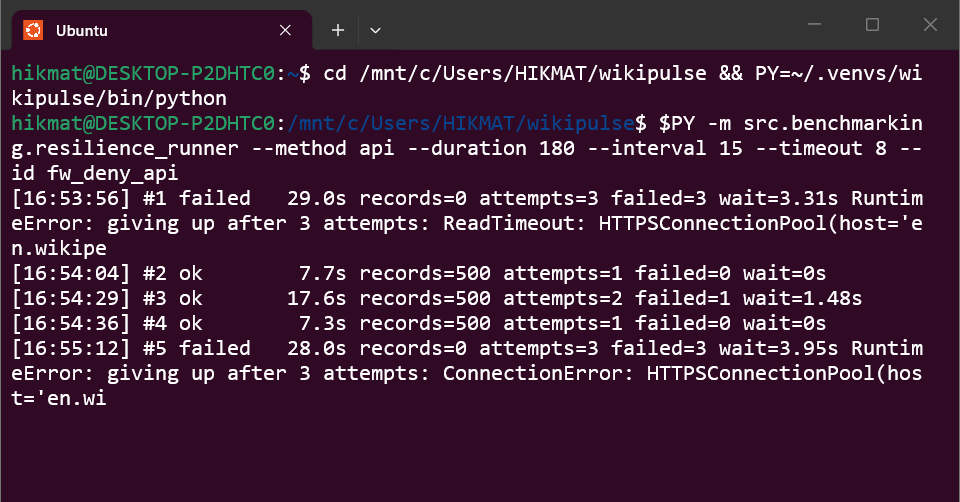 Ubuntu
hikmat@DESKTOP-P2DHTC0:~$ cd /mnt/c/Users/HIKMAT/wikipulse && PY=~/.venvs/wi
kipulse/bin/python
hikmat@DESKTOP-P2DHTC0:/mnt/c/Users/HIKMAT/wikipulse$ $PY -m src.benchmarkin
g.resilience_runner --method api --duration 180 --interval 15 --timeout 8 --
id fw_deny_api
[16:53:56] #1 failed   29.0s records=0 attempts=3 failed=3 wait=3.31s Runtim
eError: giving up after 3 attempts: ReadTimeout: HTTPSConnectionPool(host='e
n.wikipe
[16:54:04] #2 ok        7.7s records=500 attempts=1 failed=0 wait=0s
[16:54:29] #3 ok       17.6s records=500 attempts=2 failed=1 wait=1.48s
[16:54:36] #4 ok        7.3s records=500 attempts=1 failed=0 wait=0s
[16:55:12] #5 failed   28.0s records=0 attempts=3 failed=3 wait=3.95s Runtim
eError: giving up after 3 attempts: ConnectionError: HTTPSConnectionPool(hos
t='en.wi